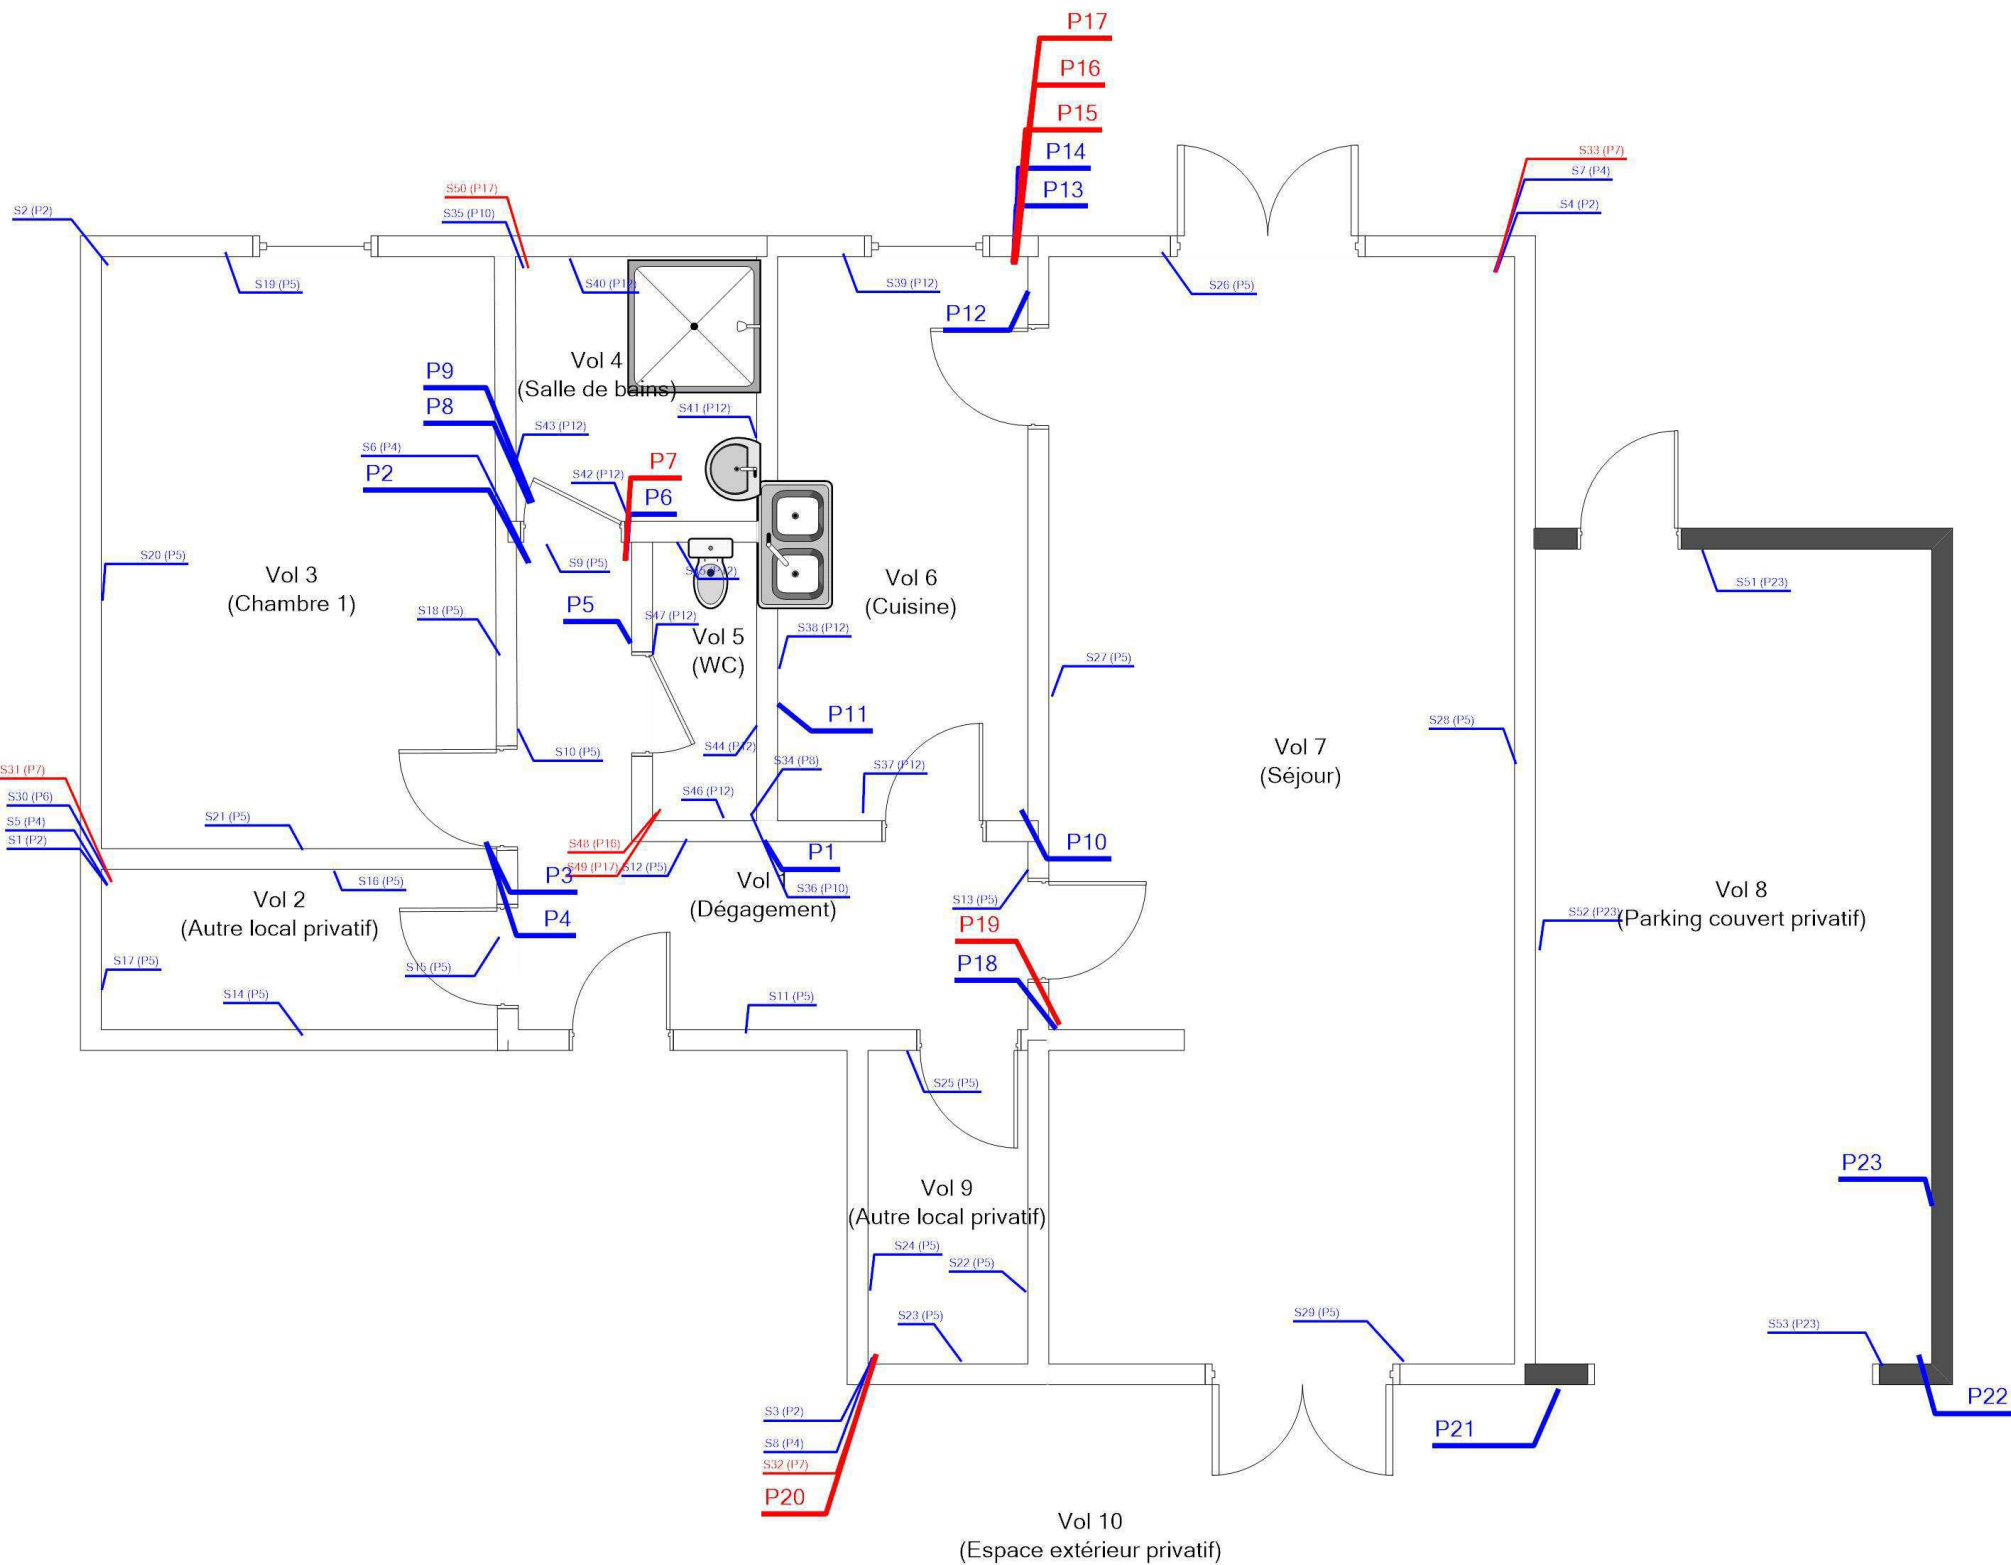 P17
P16
P15
P14
P13
S33 (P7)
S7 (P4)
S4 (P2)
S50 (P17)
S35 (P10)
S2 (P2)
S19 (P5)
S40 (P12)
S39 (P12)
S26 (P5)
P12
Vol 4
(Salle de bains)
P9
P8
S41 (P12)
S43 (P12)
S6 (P4)
P2
S42 (P12)
P7
P6
S20 (P5)
S9 (P5)
Vol 3
(Chambre 1)
Vol 6
(Cuisine)
S51 (P23)
P5
S18 (P5)
S47 (P12)
Vol 5
(WC)
S38 (P12)
S27 (P5)
P11
S28 (P5)
S10 (P5)
S44 (P12)
Vol 7
(Séjour)
S31 (P7)
S34 (P8)
S37 (P12)
S30 (P6)
S46 (P12)
S5 (P4)
S21 (P5)
S1 (P2)
S48 (P16)
P1
P10
S49 (P17)
S12 (P5)
P3
S16 (P5)
Vol 1
(Dégagement)
S36 (P10)
S13 (P5)
Vol 2
(Autre local privatif)
P4
P19
Vol 8
(Parking couvert privatif)
S52 (P23)
S17 (P5)
S15 (P5)
P18
S14 (P5)
S11 (P5)
S25 (P5)
P23
Vol 9
(Autre local privatif)
S24 (P5)
S22 (P5)
S23 (P5)
S29 (P5)
S53 (P23)
P22
S3 (P2)
P21
S8 (P4)
S32 (P7)
P20
Vol 10
(Espace extérieur privatif)